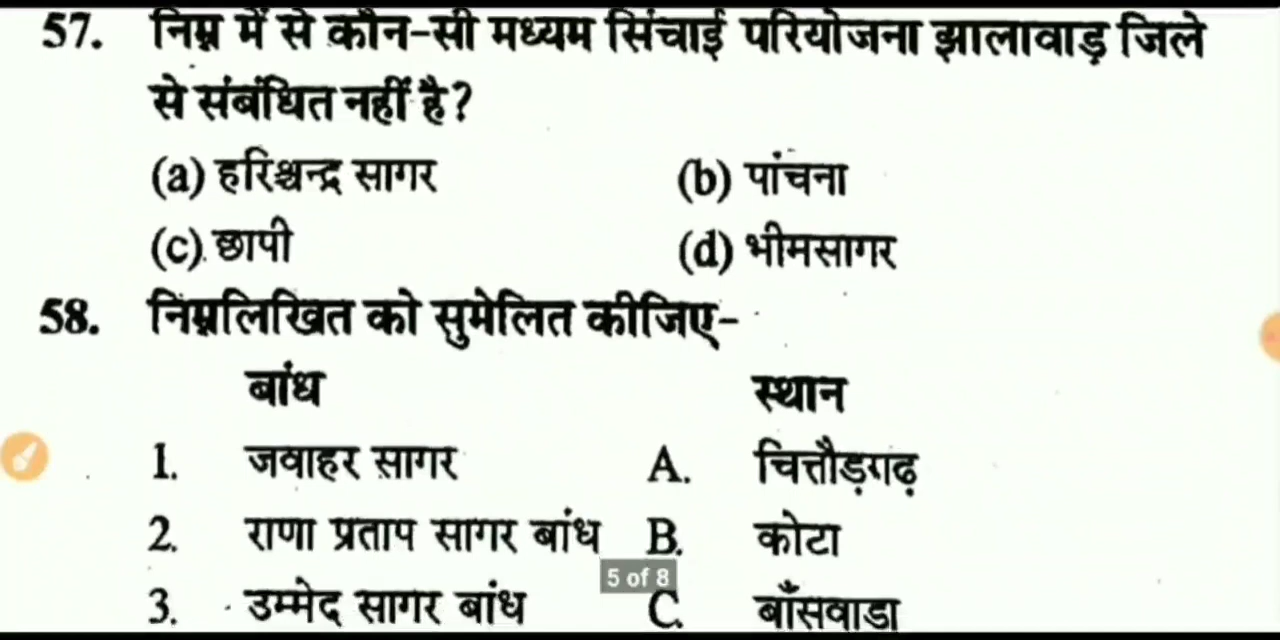 57. निम्न में से कौन-सी मध्यम सिंचाई परियोजना झालावाड़ जिले
से संबंधित नहीं है?
(a) हरिश्चन्द्र सागर (b) पांचना
(c) छापी (d) भीमसागर
58. निम्नलिखित को सुमेलित कीजिए-
बांध स्थान
1. जवाहर सागर A. चित्तौड़गढ़
2. राणा प्रताप सागर बांध B. कोटा
5 of 8
3. उम्मेद सागर बांध C. बाँसवाडा